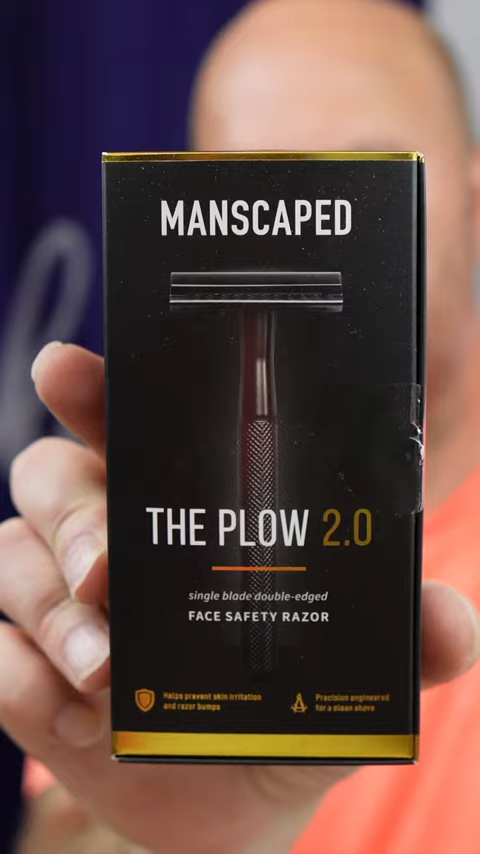 MANSCAPED
THE PLOW 2.0
single blade double-edged
FACE SAFETY RAZOR
Helps prevent skin irritation
and razor bumps
Precision engineered
for a clean shave